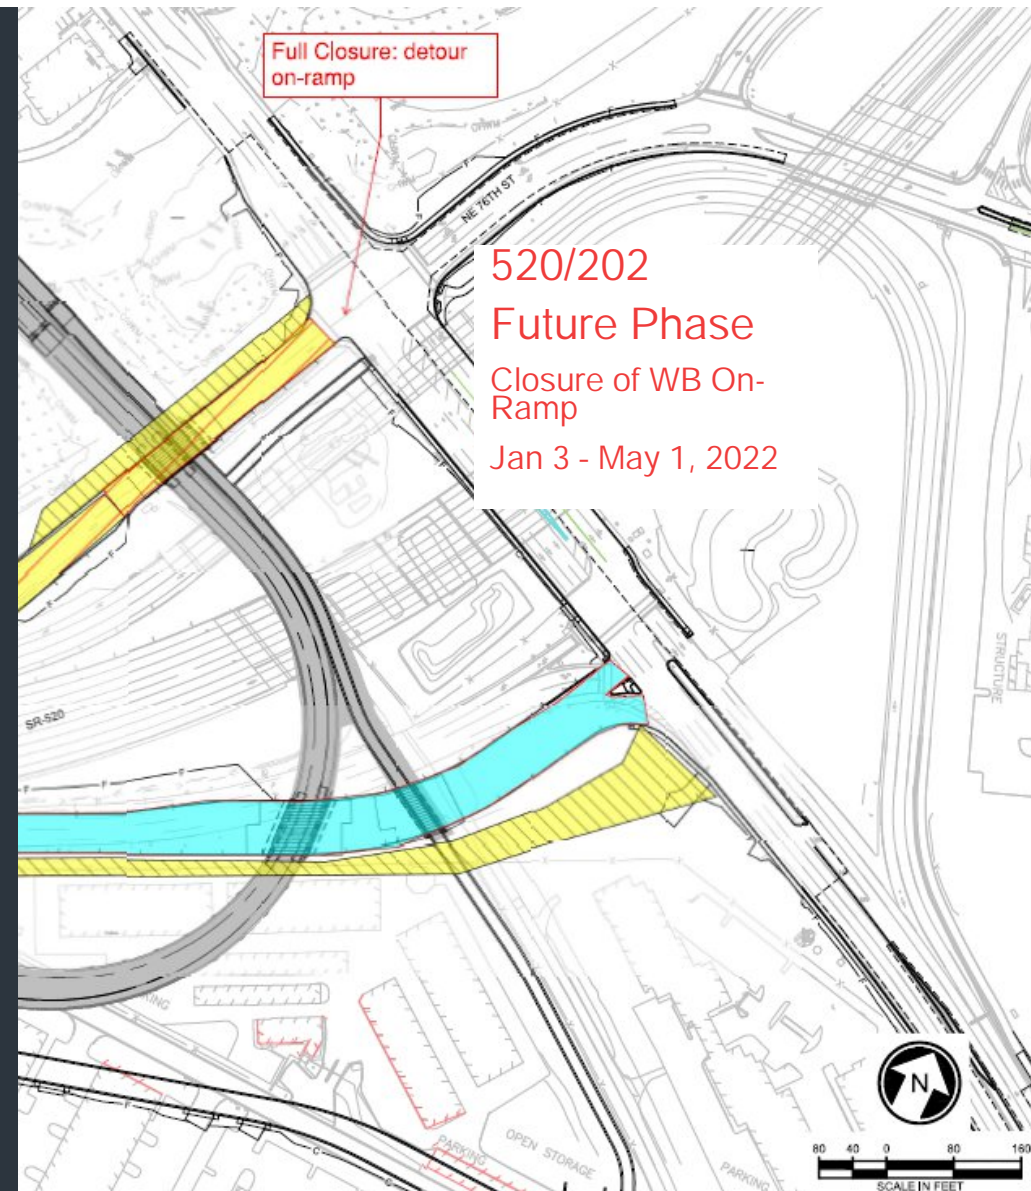 Full Closure: detour
on-ramp
NE 76TH ST
520/202
Future Phase
Closure of WB On-
Ramp
Jan 3 - May 1, 2022
STRUCTURE
SR-520
PARKING
OPEN STORAGE
PARKING
N
80 40 0 80 160
SCALE IN FEET